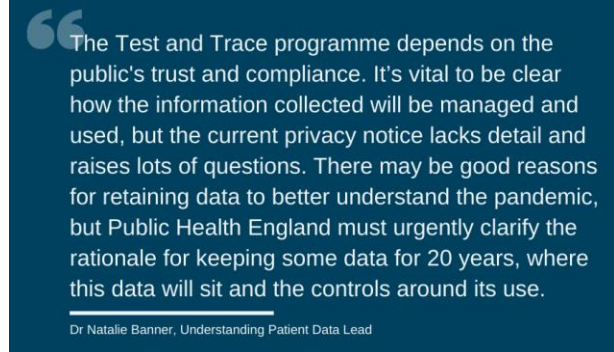 “
The Test and Trace programme depends on the
public's trust and compliance. It’s vital to be clear
how the information collected will be managed and
used, but the current privacy notice lacks detail and
raises lots of questions. There may be good reasons
for retaining data to better understand the pandemic,
but Public Health England must urgently clarify the
rationale for keeping some data for 20 years, where
this data will sit and the controls around its use.
Dr Natalie Banner, Understanding Patient Data Lead